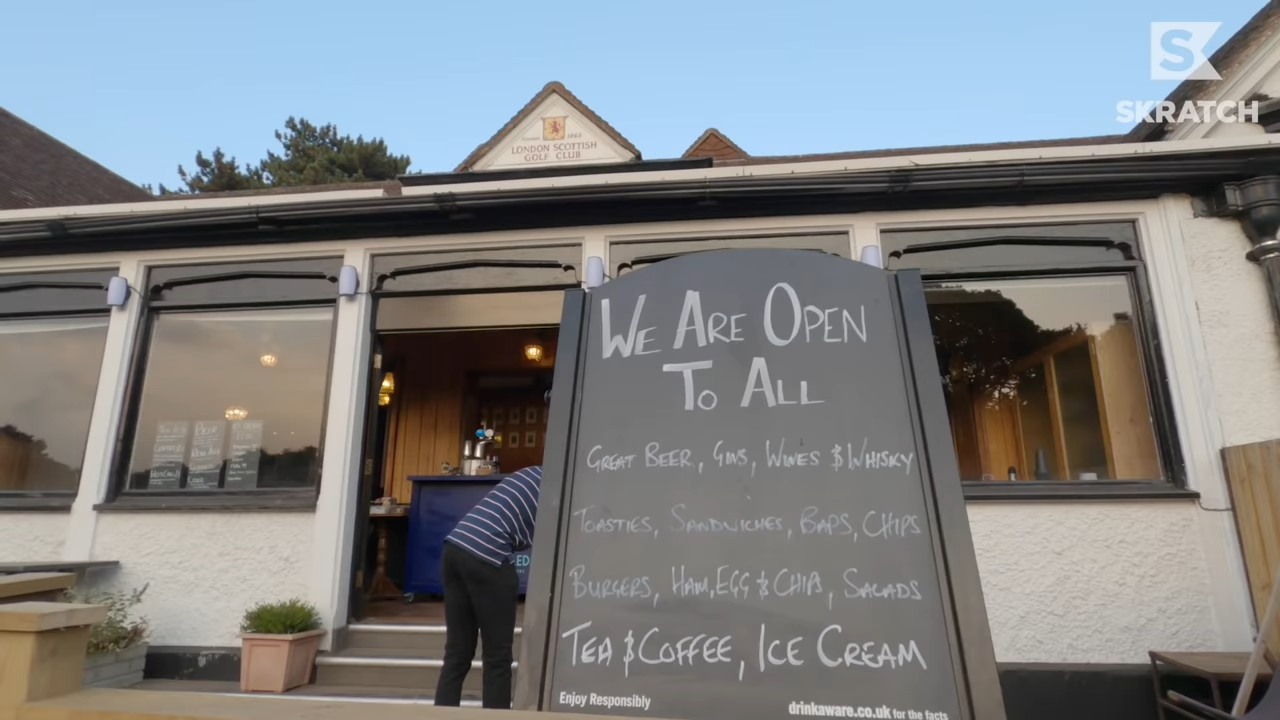 SKRATCH
LONDON SCOTTISH
GOLF CLUB
WE ARE OPEN
TO ALL
GREAT BEER, GINS, WINES & WHISKY
TOASTIES, SANDWICHES, BAPS, CHIPS
BURGERS, HAM, EGG & CHIPS, SALADS
TEA & COFFEE, ICE CREAM
Enjoy Responsibly
drinkaware.co.uk for the facts